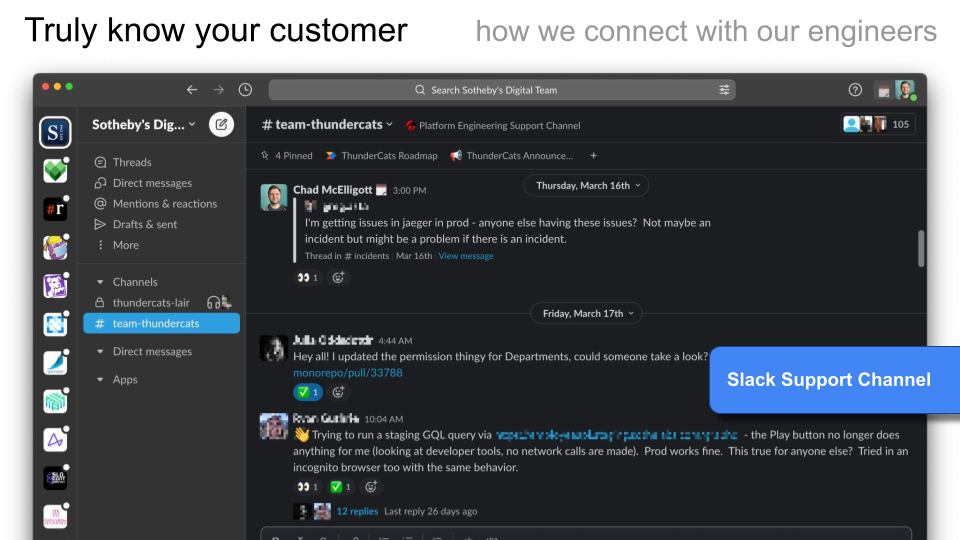 Truly know your customer
how we connect with our engineers
Search Sotheby's Digital Team
Sotheby's Dig...
# team-thundercats
Platform Engineering Support Channel
105
4 Pinned
ThunderCats Roadmap
ThunderCats Announce...
+
Threads
Direct messages
Mentions & reactions
Drafts & sent
More
Channels
thundercats-lair
# team-thundercats
Direct messages
Apps
S
#r
Thursday, March 16th
Chad McElligott 3:00 PM
I'm getting issues in jaeger in prod - anyone else having these issues? Not maybe an
incident but might be a problem if there is an incident.
Thread in # incidents | Mar 16th | View message
1
Friday, March 17th
4:44 AM
Hey all! I updated the permission thingy for Departments, could someone take a look?
monorepo/pull/33788
1
Slack Support Channel
10:04 AM
Trying to run a staging GQL query via - the Play button no longer does
anything for me (looking at developer tools, no network calls are made). Prod works fine. This true for anyone else? Tried in an
incognito browser too with the same behavior.
1 1
12 replies Last reply 26 days ago